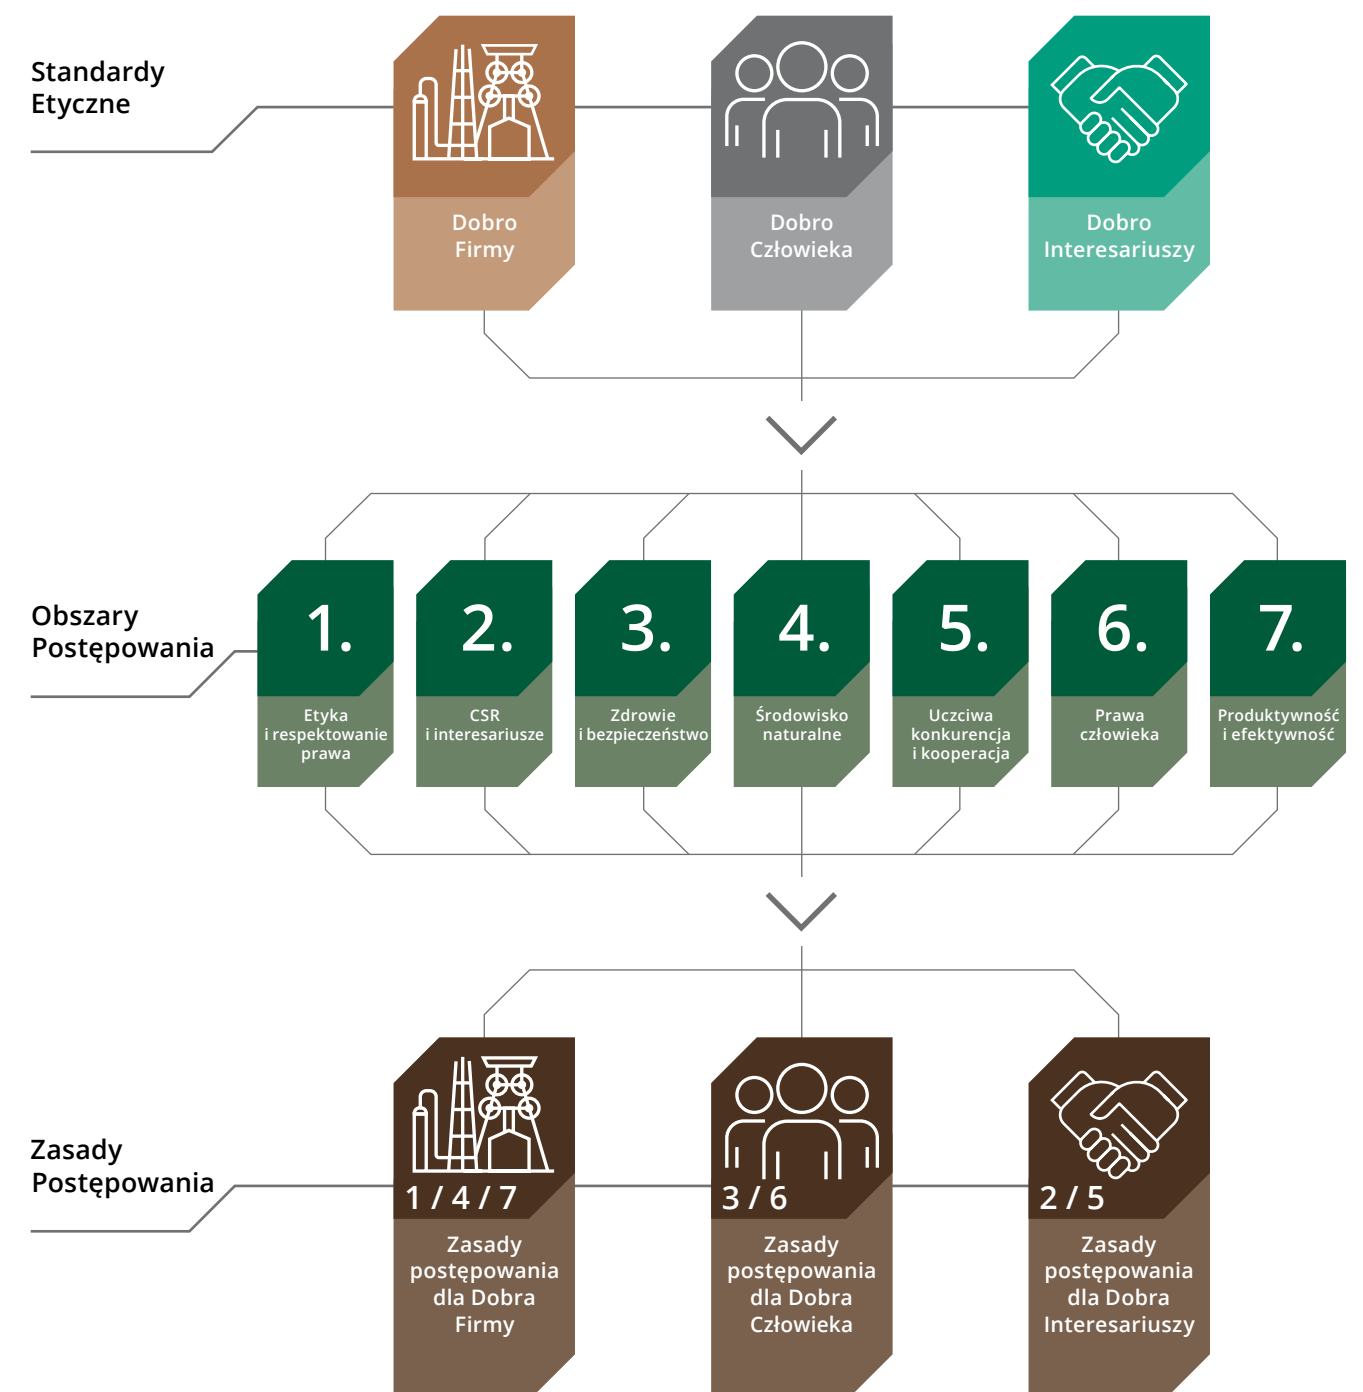 Standardy
Etyczne
Dobro
Firmy
Dobro
Człowieka
Dobro
Interesariuszy
Obszary
Postępowania
1.
Etyka
i respektowanie
prawa
2.
CSR
i interesariusze
3.
Zdrowie
i bezpieczeństwo
4.
Środowisko
naturalne
5.
Uczciwa
konkurencja
i kooperacja
6.
Prawa
człowieka
7.
Produktywność
i efektywność
Zasady
Postępowania
1 / 4 / 7
Zasady
postępowania
dla Dobra
Firmy
3 / 6
Zasady
postępowania
dla Dobra
Człowieka
2 / 5
Zasady
postępowania
dla Dobra
Interesariuszy